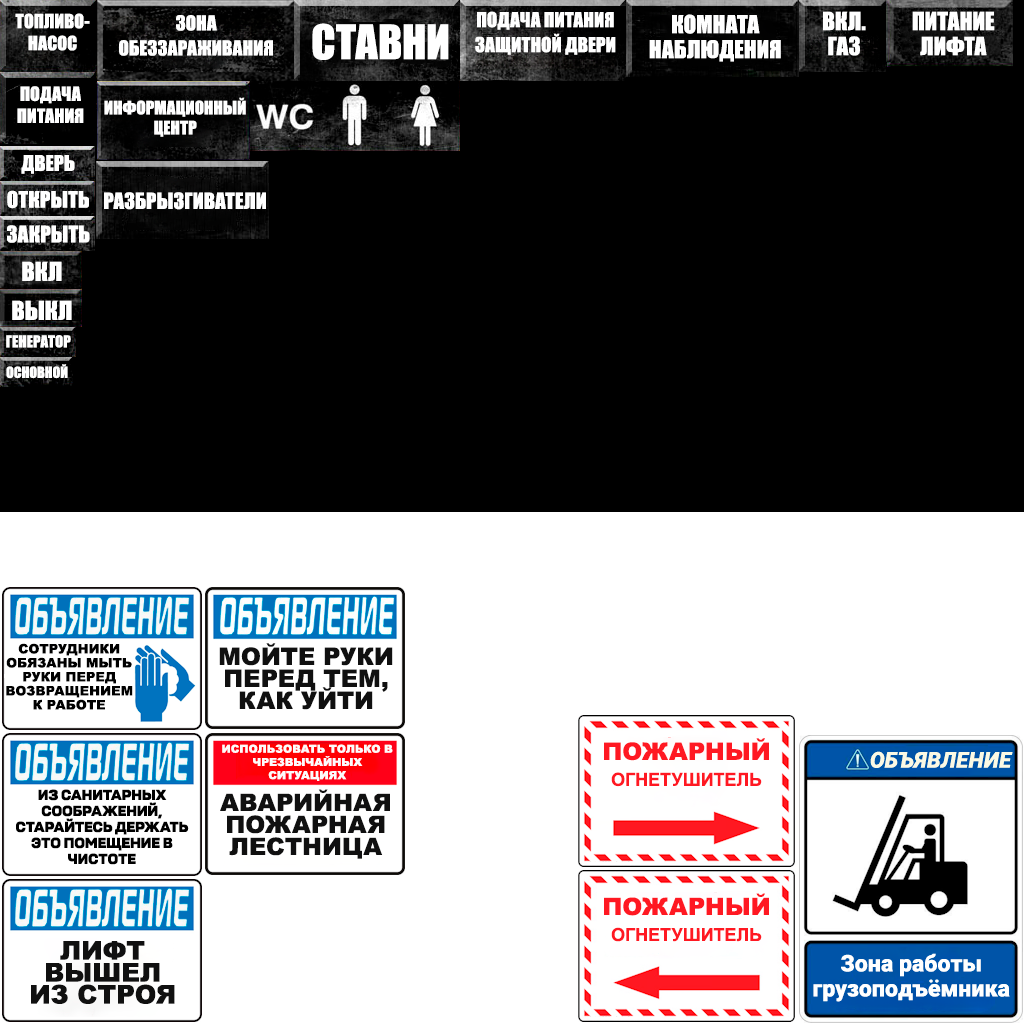 ТОПЛИВО-
НАСОС
ЗОНА
ОБЕЗЗАРАЖИВАНИЯ
СТАВНИ
ПОДАЧА ПИТАНИЯ
ЗАЩИТНОЙ ДВЕРИ
КОМНАТА
НАБЛЮДЕНИЯ
ВКЛ.
ГАЗ
ПИТАНИЕ
ЛИФТА
ПОДАЧА
ПИТАНИЯ
ИНФОРМАЦИОННЫЙ
ЦЕНТР
WC
ДВЕРЬ
ОТКРЫТЬ
РАЗБРЫЗГИВАТЕЛИ
ЗАКРЫТЬ
ВКЛ
ВЫКЛ
ГЕНЕРАТОР
ОСНОВНОЙ
ОБЪЯВЛЕНИЕ
СОТРУДНИКИ
ОБЯЗАНЫ МЫТЬ
РУКИ ПЕРЕД
ВОЗВРАЩЕНИЕМ
К РАБОТЕ
ОБЪЯВЛЕНИЕ
МОЙТЕ РУКИ
ПЕРЕД ТЕМ,
КАК УЙТИ
ОБЪЯВЛЕНИЕ
ИЗ САНИТАРНЫХ
СООБРАЖЕНИЙ,
СТАРАЙТЕСЬ ДЕРЖАТЬ
ЭТО ПОМЕЩЕНИЕ В
ЧИСТОТЕ
ИСПОЛЬЗОВАТЬ ТОЛЬКО В
ЧРЕЗВЫЧАЙНЫХ
СИТУАЦИЯХ
АВАРИЙНАЯ
ПОЖАРНАЯ
ЛЕСТНИЦА
ОБЪЯВЛЕНИЕ
ЛИФТ
ВЫШЕЛ
ИЗ СТРОЯ
ПОЖАРНЫЙ
ОГНЕТУШИТЕЛЬ
ПОЖАРНЫЙ
ОГНЕТУШИТЕЛЬ
ОБЪЯВЛЕНИЕ
Зона работы
грузоподъёмника